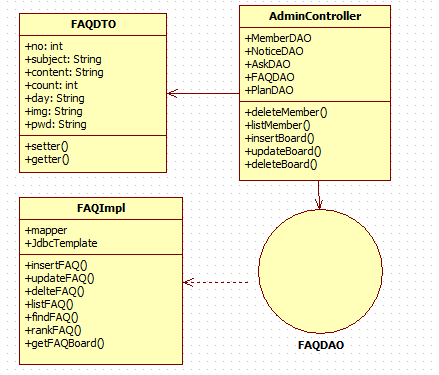 FAQDTO
+no: int
+subject: String
+content: String
+count: int
+day: String
+img: String
+pwd: String
+setter()
+getter()
AdminController
+MemberDAO
+NoticeDAO
+AskDAO
+FAQDAO
+PlanDAO
+deleteMember()
+listMember()
+insertBoard()
+updateBoard()
+deleteBoard()
FAQImpl
+mapper
+JdbcTemplate
+insertFAQ()
+updateFAQ()
+delteFAQ()
+listFAQ()
+findFAQ()
+rankFAQ()
+getFAQBoard()
FAQDAO